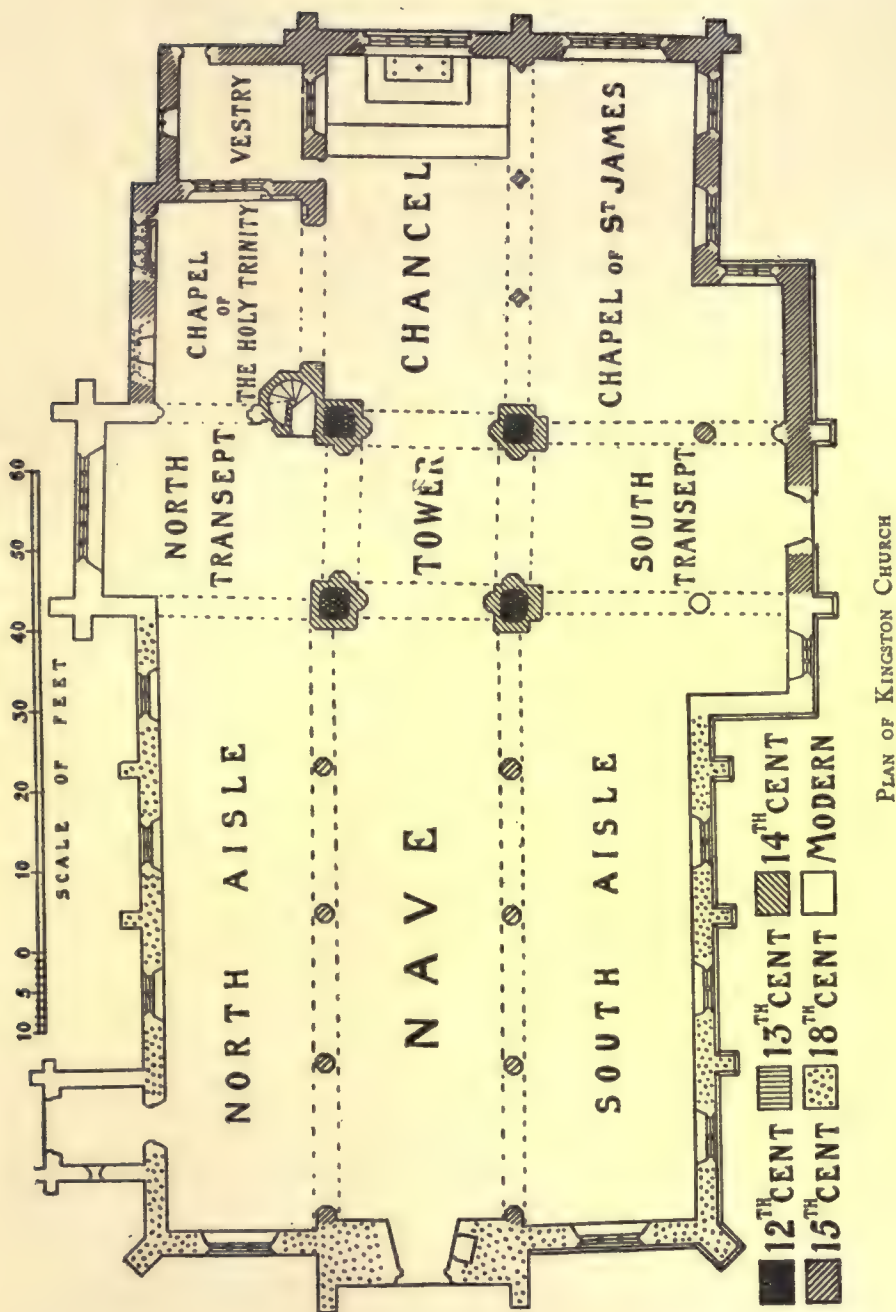 10 5 0 10 20 30 40 50 60
SCALE OF FEET
VESTRY
CHAPEL
OF
THE HOLY TRINITY
NORTH
TRANSEPT
CHANCEL
TOWER
CHAPEL OF ST JAMES
SOUTH
TRANSEPT
NORTH AISLE
NAVE
SOUTH AISLE
12TH CENT 13TH CENT 14TH CENT
15TH CENT 18TH CENT MODERN
PLAN OF KINGSTON CHURCH